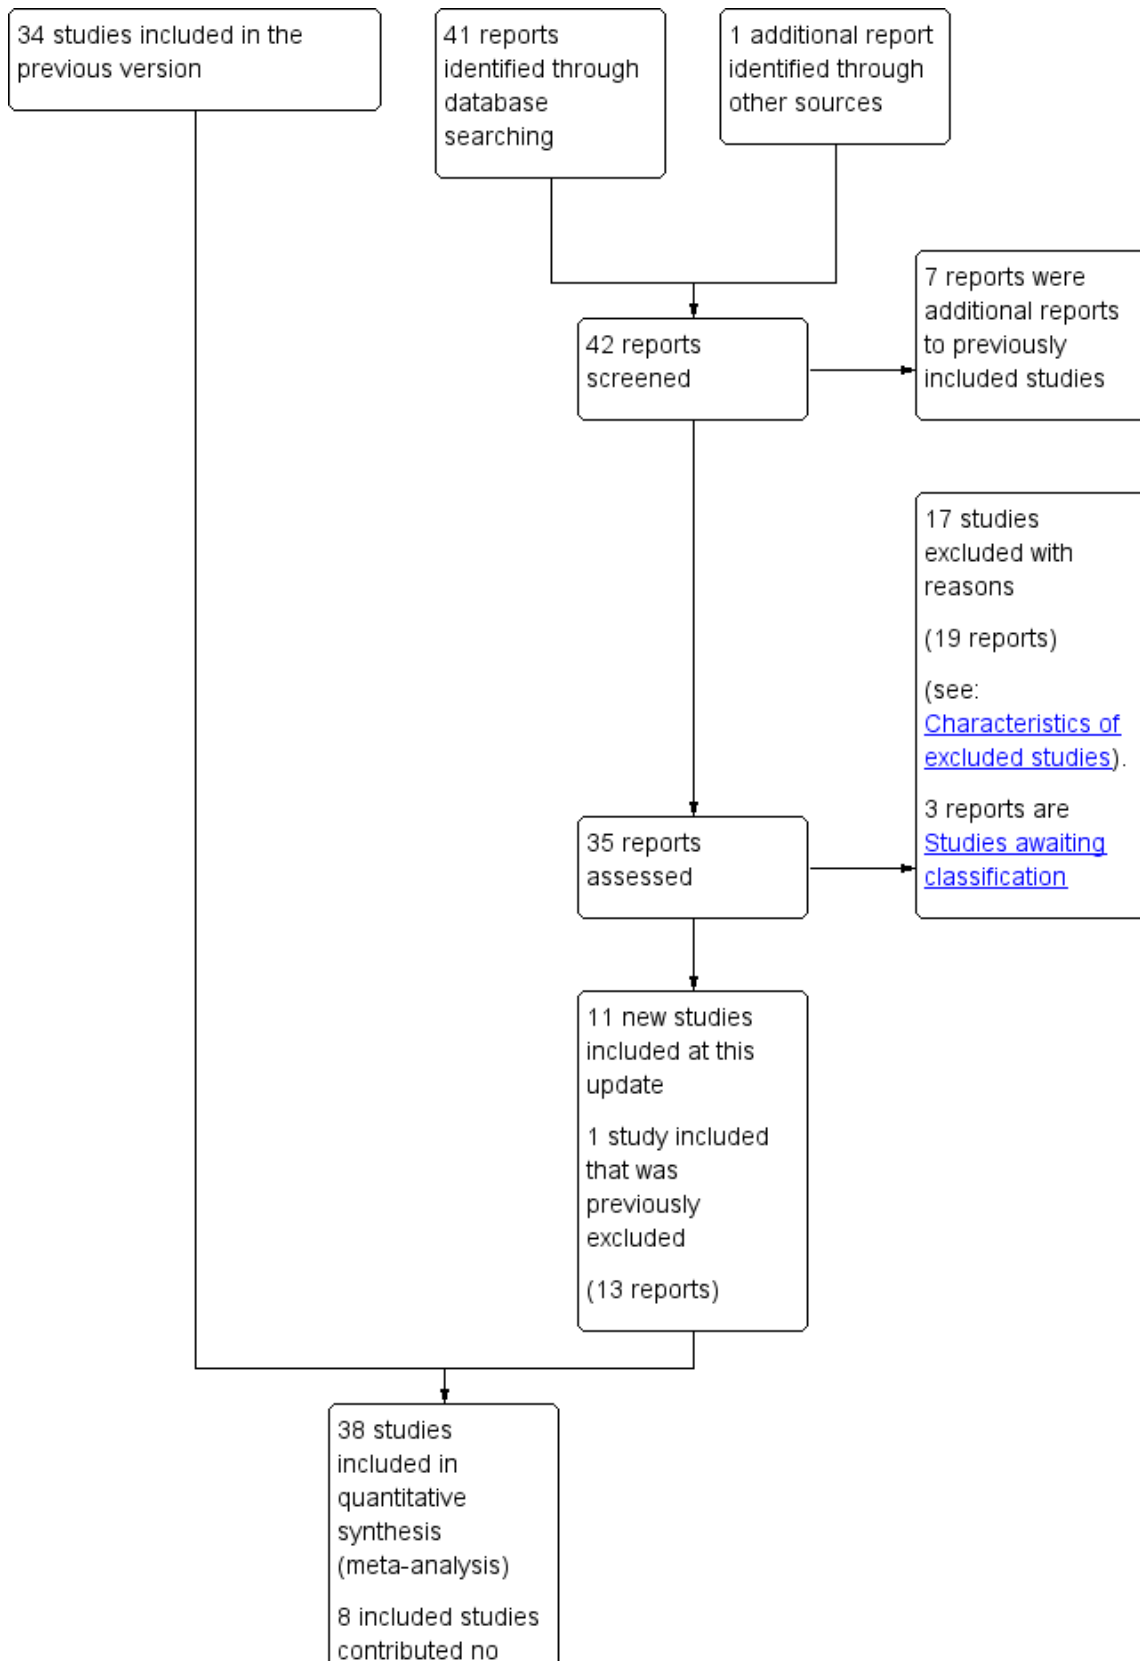 34 studies included in the
previous version
41 reports
identified through
database
searching
1 additional report
identified through
other sources
42 reports
screened
7 reports were
additional reports
to previously
included studies
17 studies
excluded with
reasons
(19 reports)
(see:
Characteristics of
excluded studies).
3 reports are
Studies awaiting
classification
35 reports
assessed
11 new studies
included at this
update
1 study included
that was
previously
excluded
(13 reports)
38 studies
included in
quantitative
synthesis
(meta-analysis)
8 included studies
contributed no